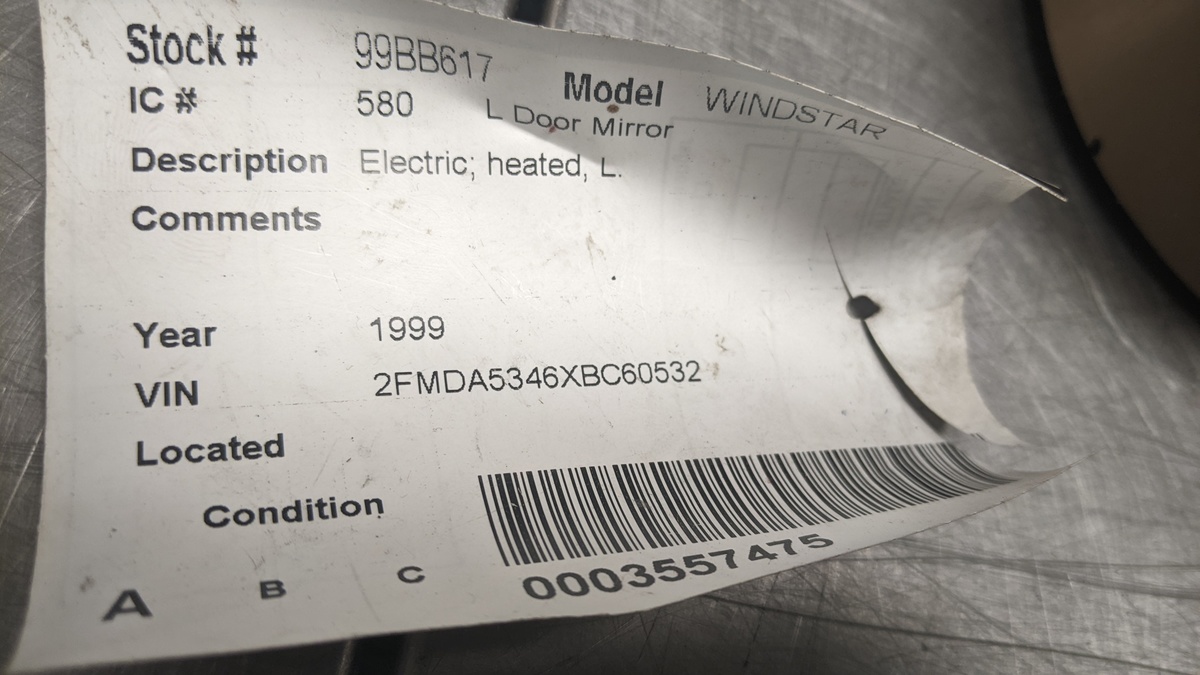 Stock # 99BB617 Model WINDSTAR
IC # 580 L Door Mirror
Description Electric; heated, L.
Comments
Year 1999
VIN 2FMDA5346XBC60532
Located
Condition
A B C
0003557475